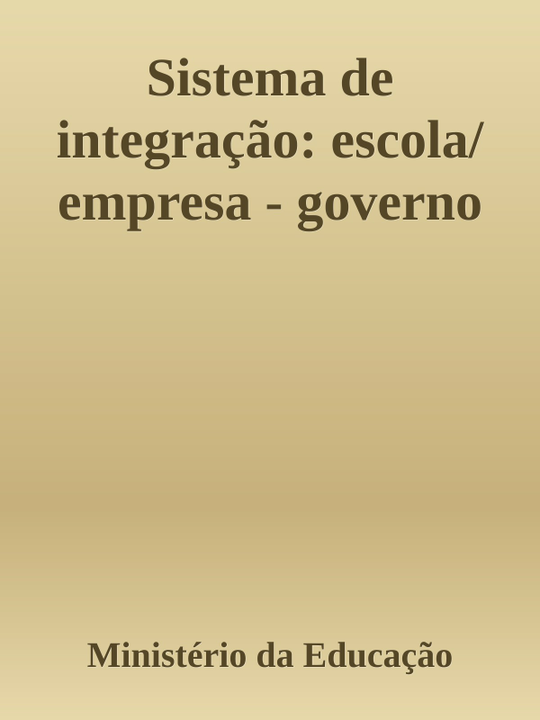 Sistema de
integração: escola/
empresa - governo
Ministério da Educação